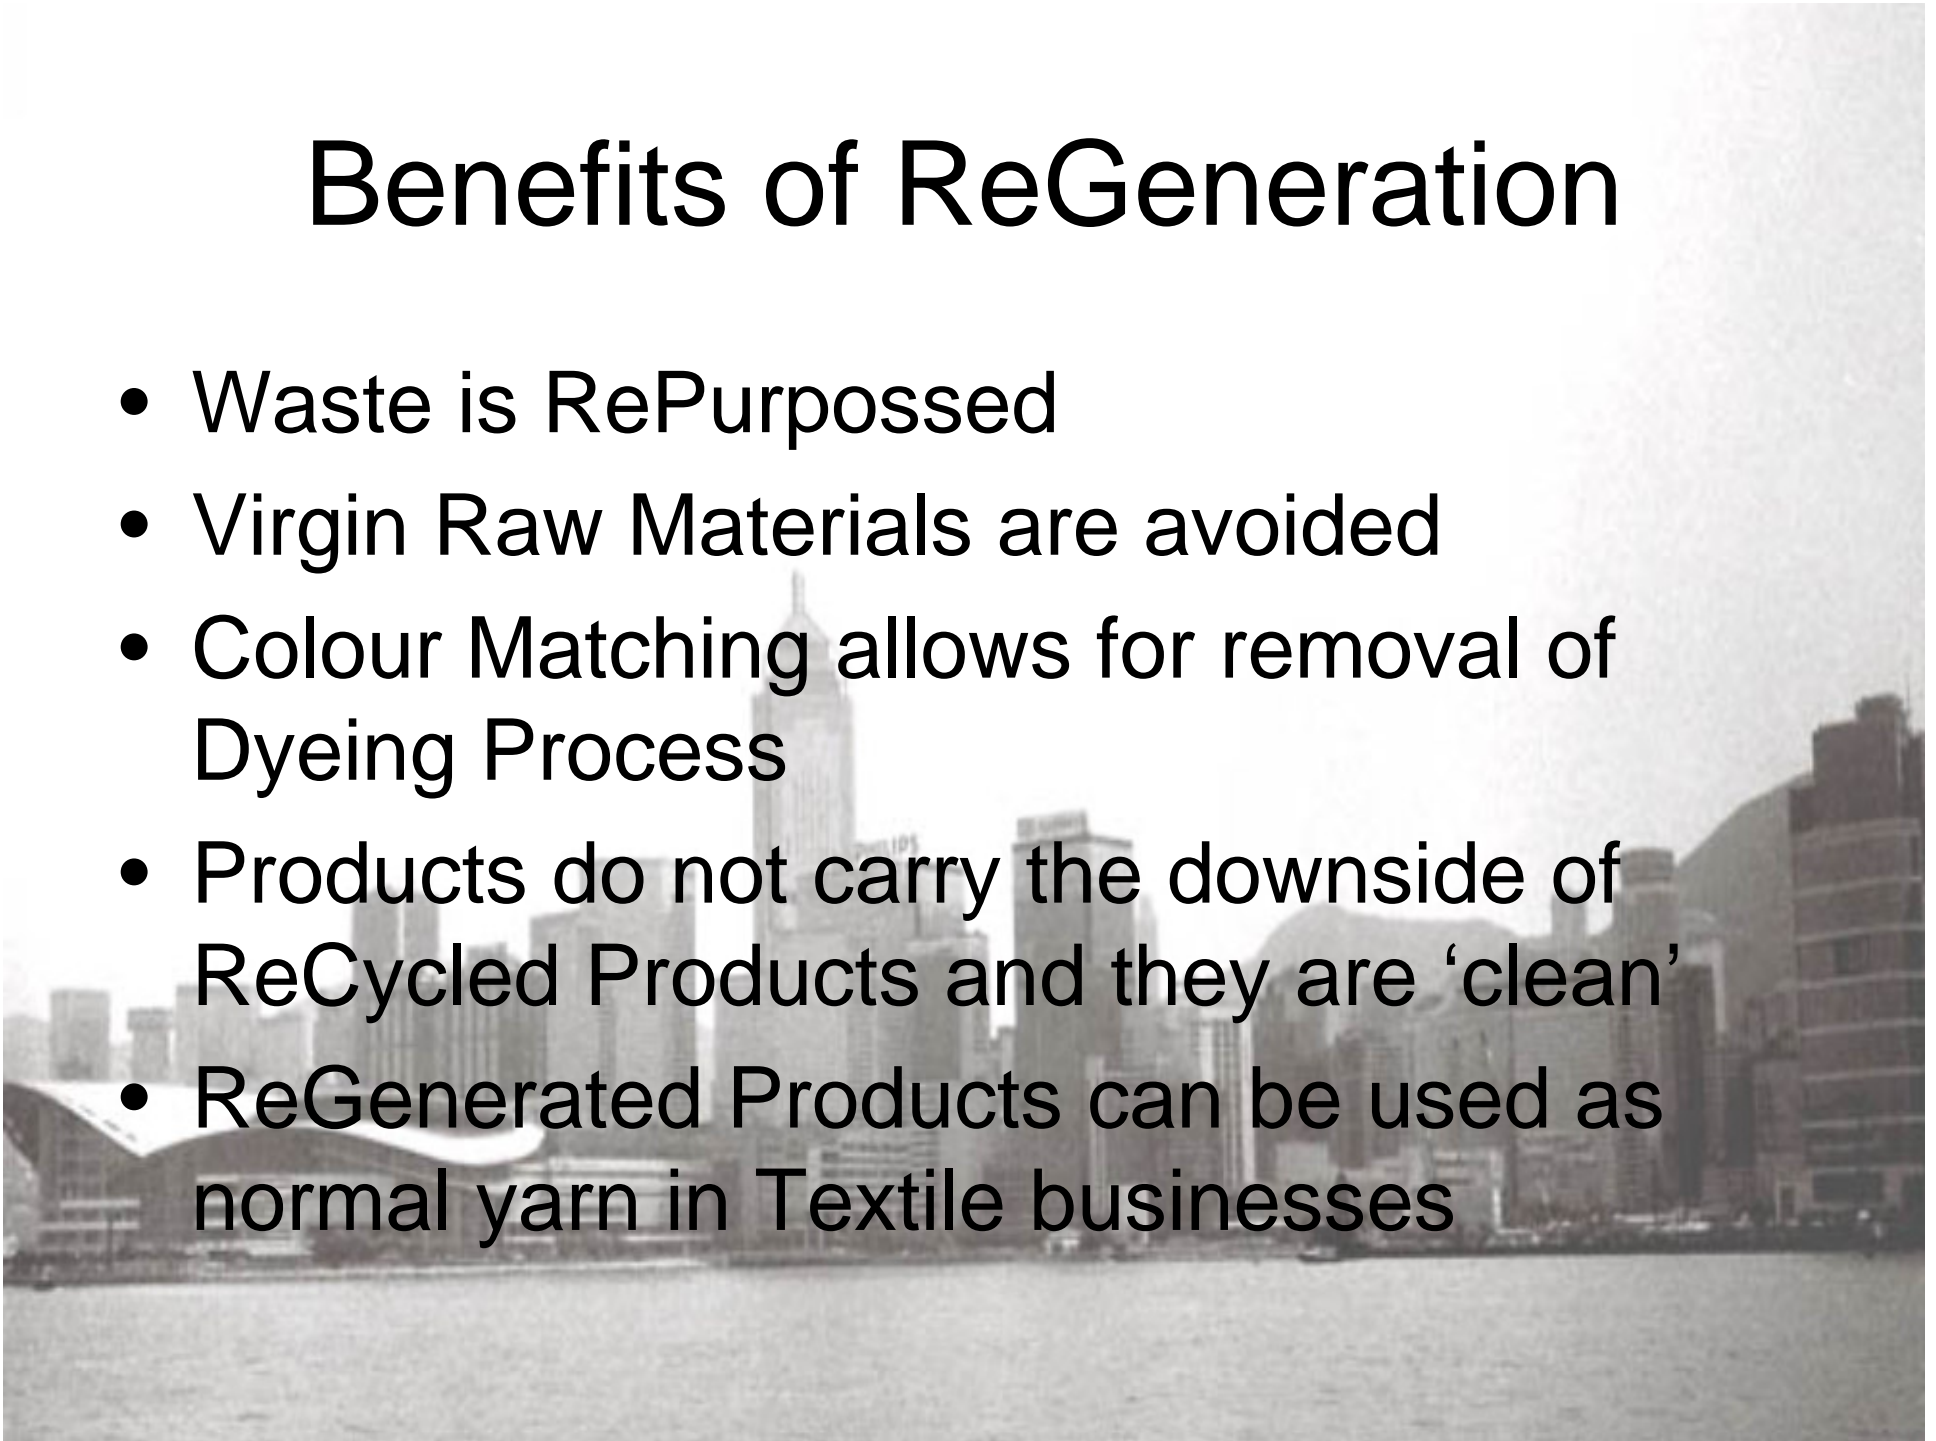 Benefits of ReGeneration
• Waste is RePurpossed
• Virgin Raw Materials are avoided
• Colour Matching allows for removal of
Dyeing Process
• Products do not carry the downside of
ReCycled Products and they are ‘clean’
• ReGenerated Products can be used as
normal yarn in Textile businesses